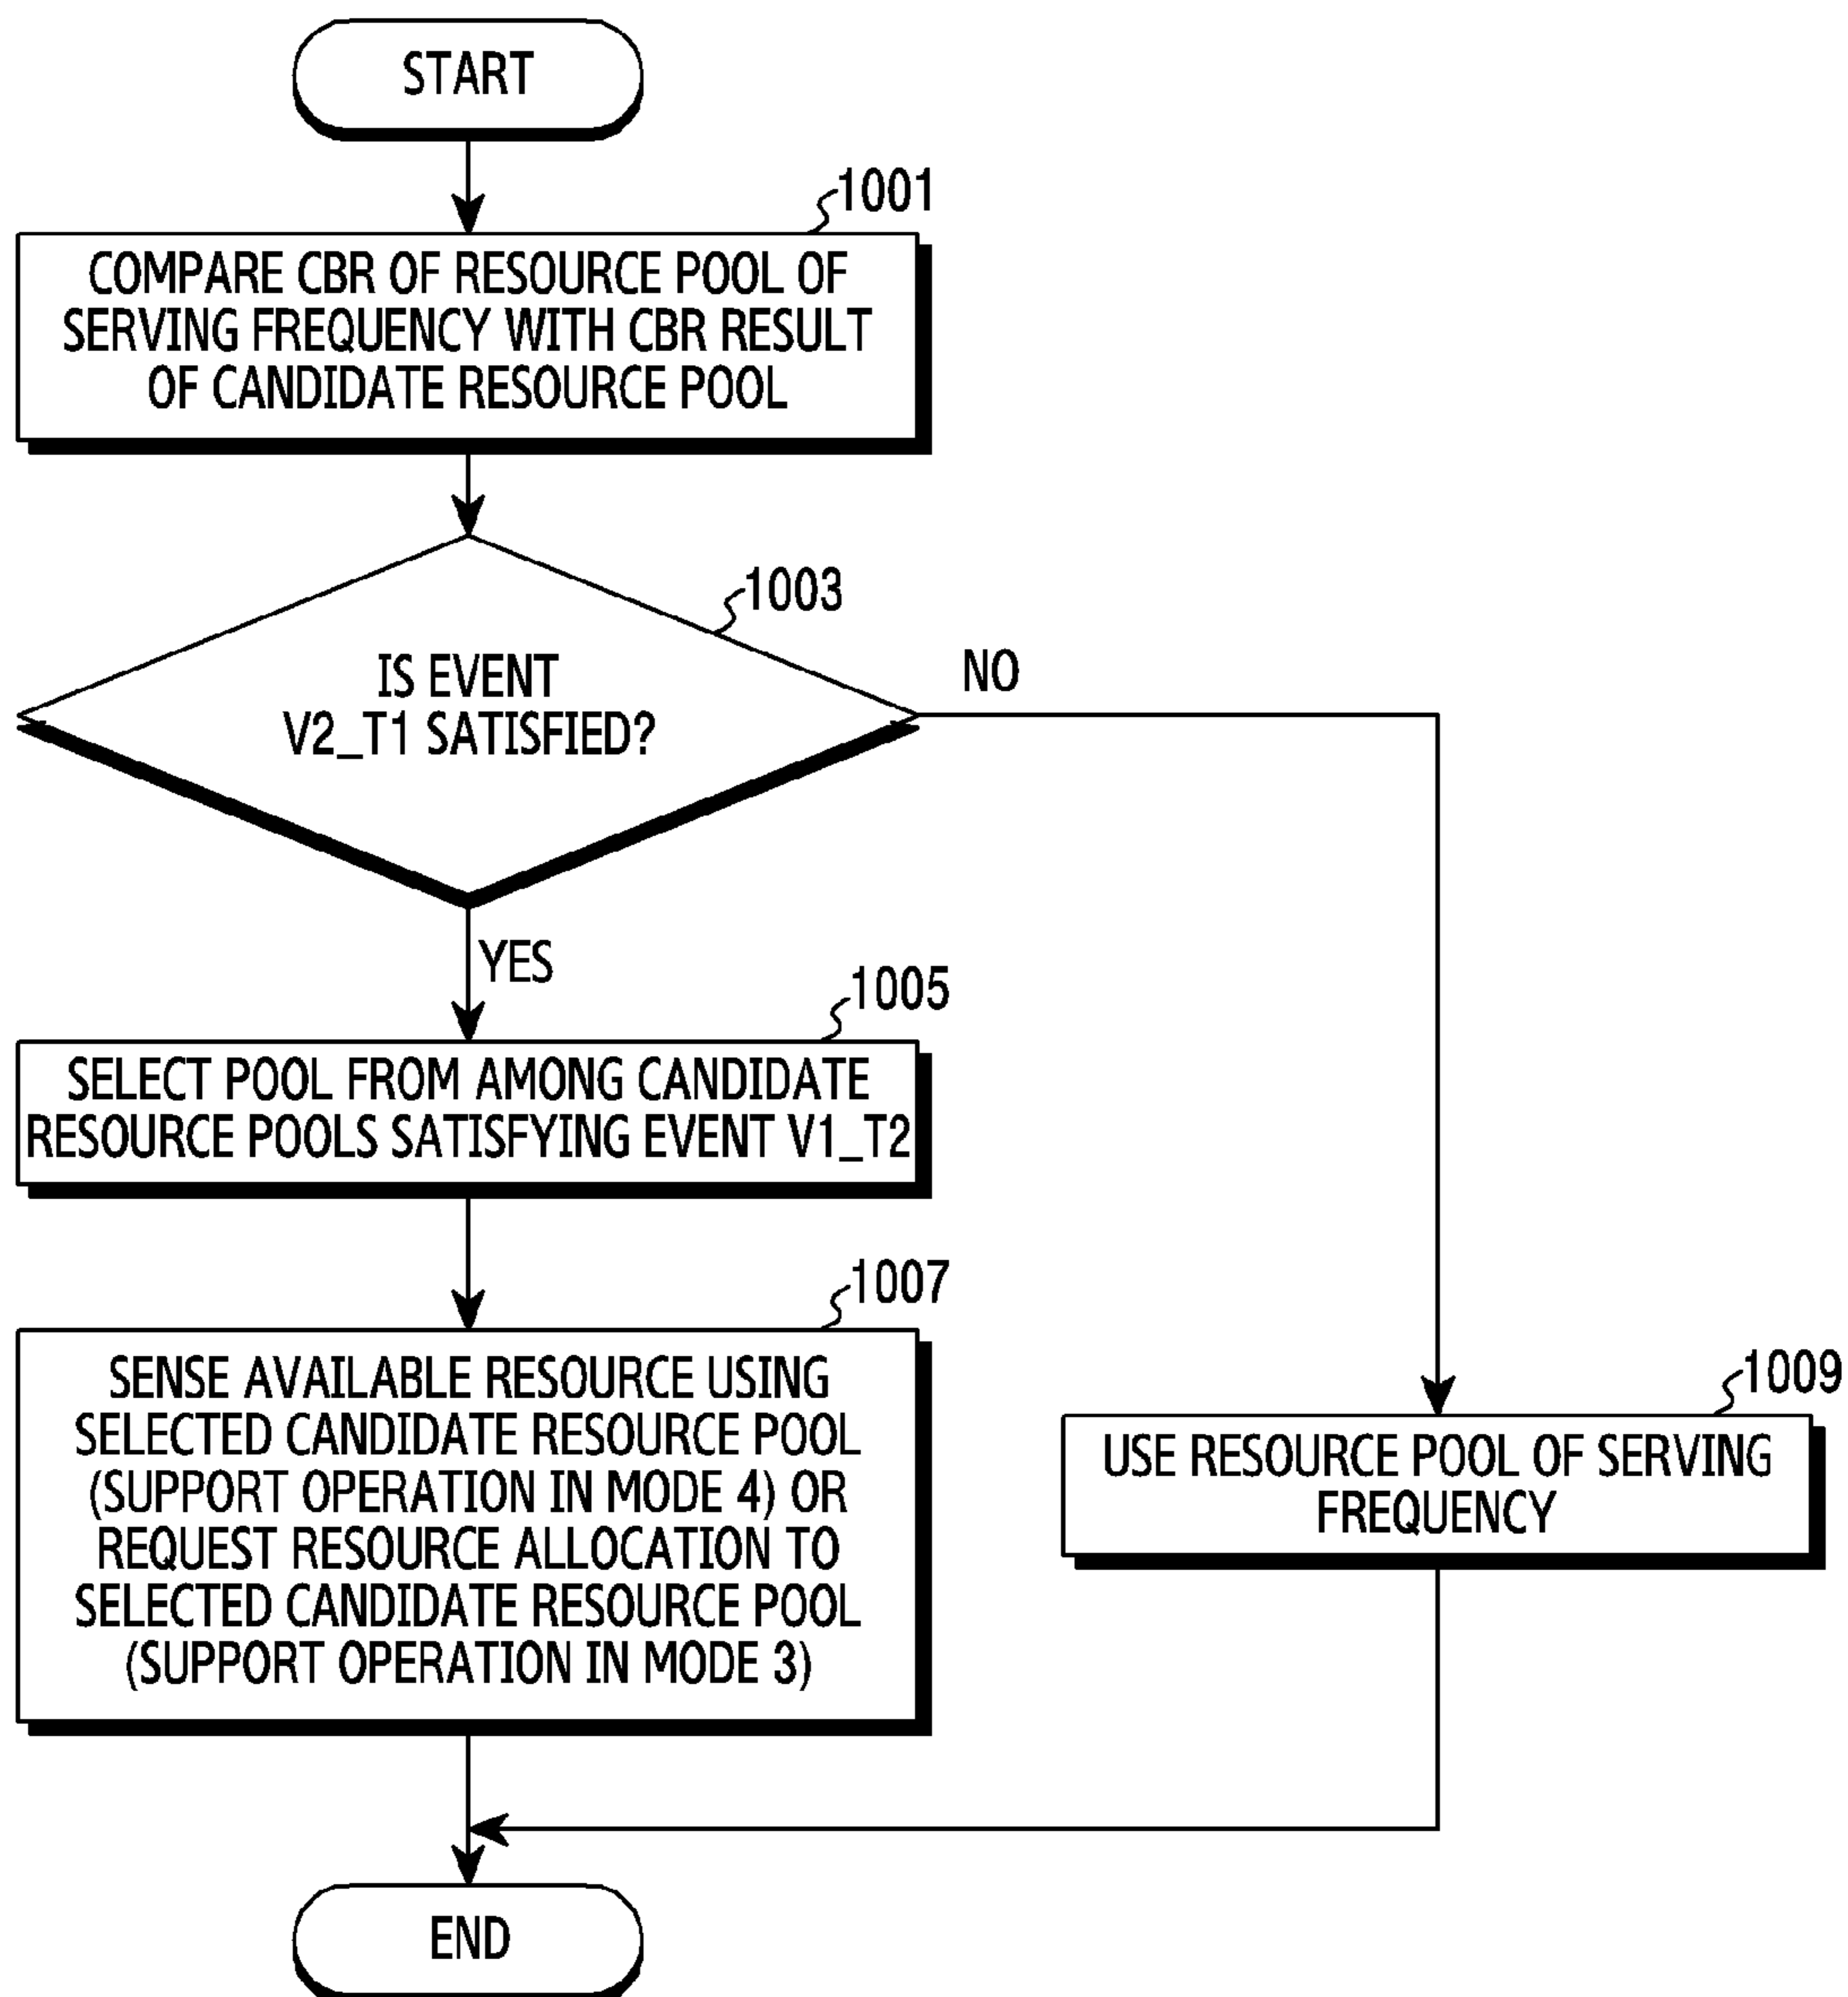 START
1001
COMPARE CBR OF RESOURCE POOL OF
SERVING FREQUENCY WITH CBR RESULT
OF CANDIDATE RESOURCE POOL
1003
IS EVENT
V2_T1 SATISFIED?
NO
YES
1005
SELECT POOL FROM AMONG CANDIDATE
RESOURCE POOLS SATISFYING EVENT V1_T2
1007
SENSE AVAILABLE RESOURCE USING
SELECTED CANDIDATE RESOURCE POOL
(SUPPORT OPERATION IN MODE 4) OR
REQUEST RESOURCE ALLOCATION TO
SELECTED CANDIDATE RESOURCE POOL
(SUPPORT OPERATION IN MODE 3)
1009
USE RESOURCE POOL OF SERVING
FREQUENCY
END